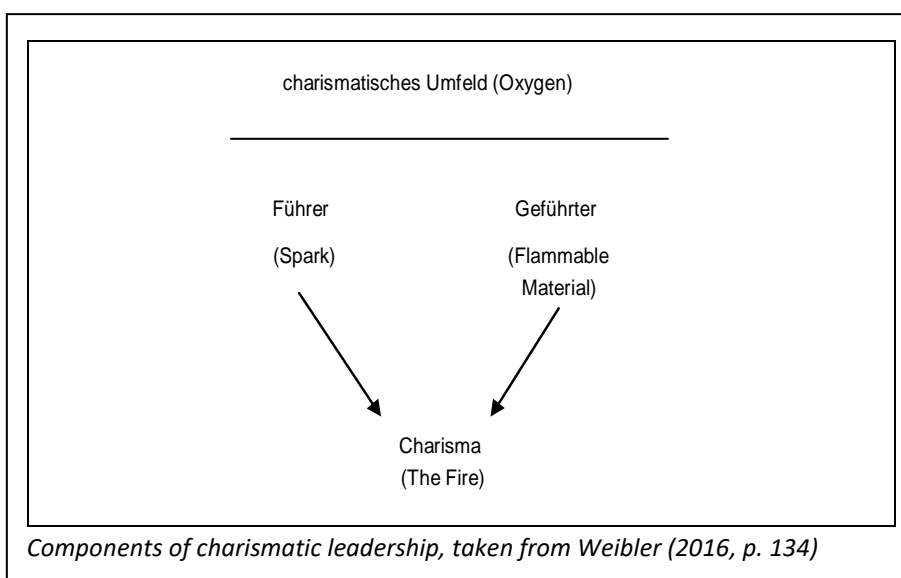 charismatisches Umfeld (Oxygen)
Führer
Geführter
(Spark)
(Flammable
Material)
Charisma
(The Fire)
Components of charismatic leadership, taken from Weibler (2016, p. 134)